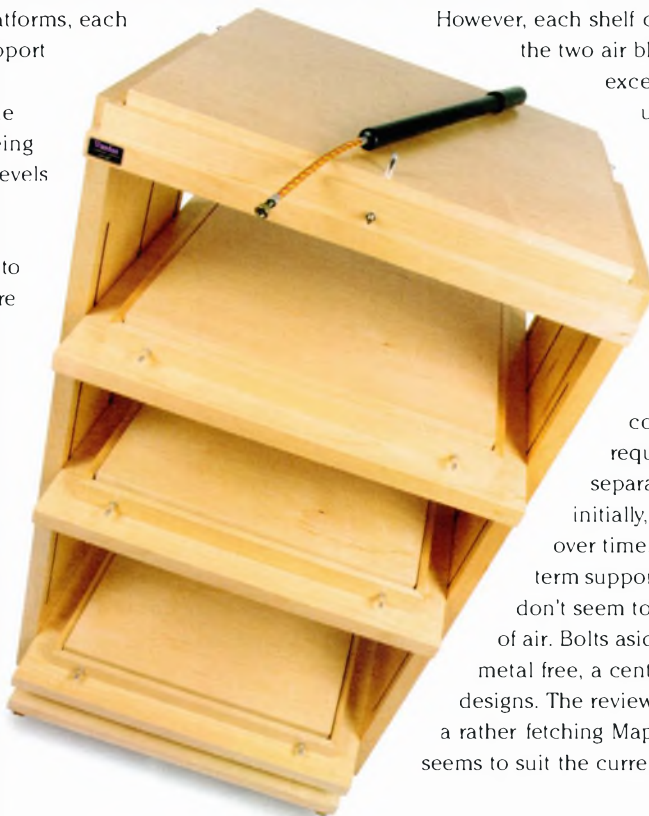 atforms, each
pport
e
eing
evels
to
re
However, each shelf o
the two air bl
exce
u
co
requ
separa
initially,
over time
term suppor
don't seem to
of air. Bolts asid
metal free, a cent
designs. The review
a rather fetching Map
seems to suit the curre